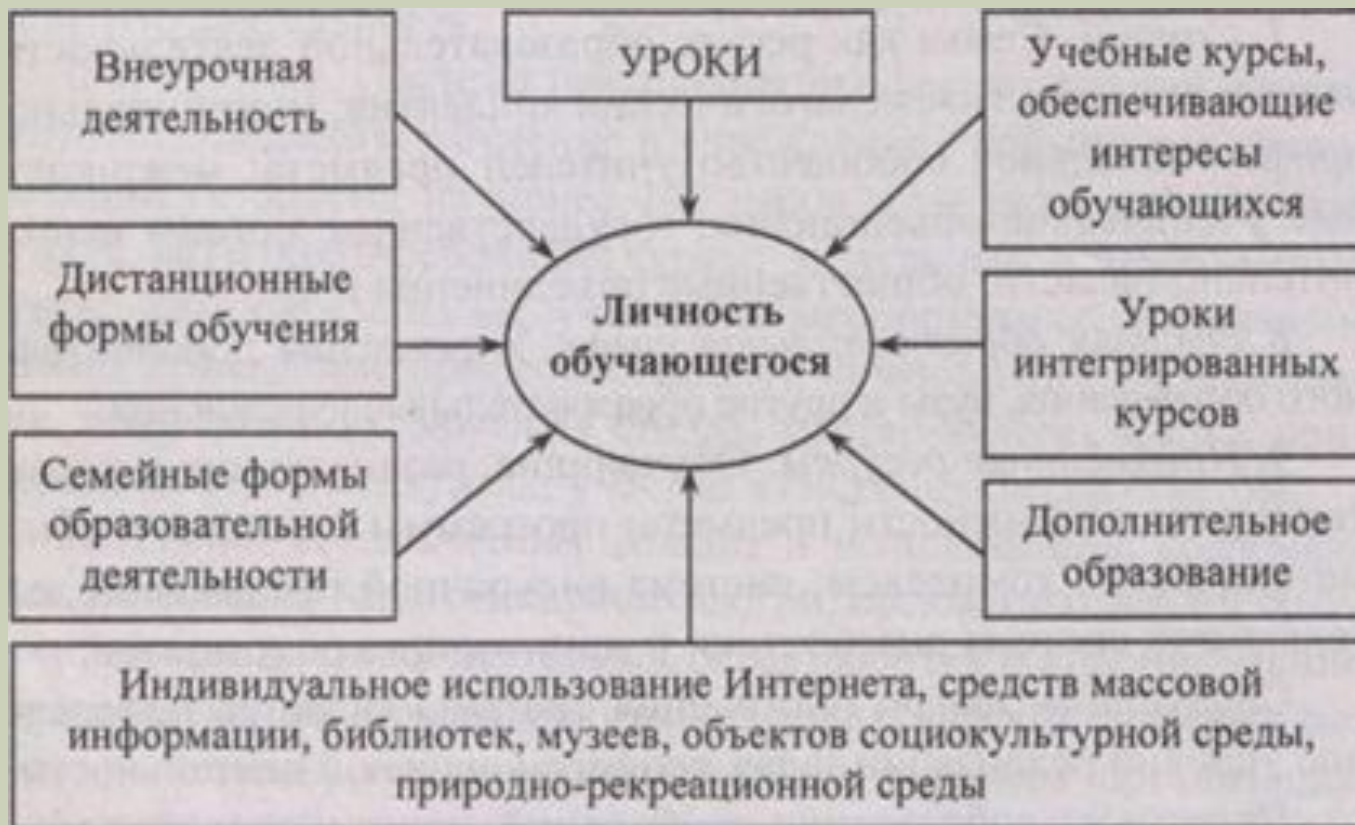 Внеурочная
деятельность
УРОКИ
Учебные курсы,
обеспечивающие
интересы
обучающихся
Дистанционные
формы обучения
Личность
обучающегося
Уроки
интегрированных
курсов
Семейные формы
образовательной
деятельности
Дополнительное
образование
Индивидуальное использование Интернета, средств массовой
информации, библиотек, музеев, объектов социокультурной среды,
природно-рекреационной среды